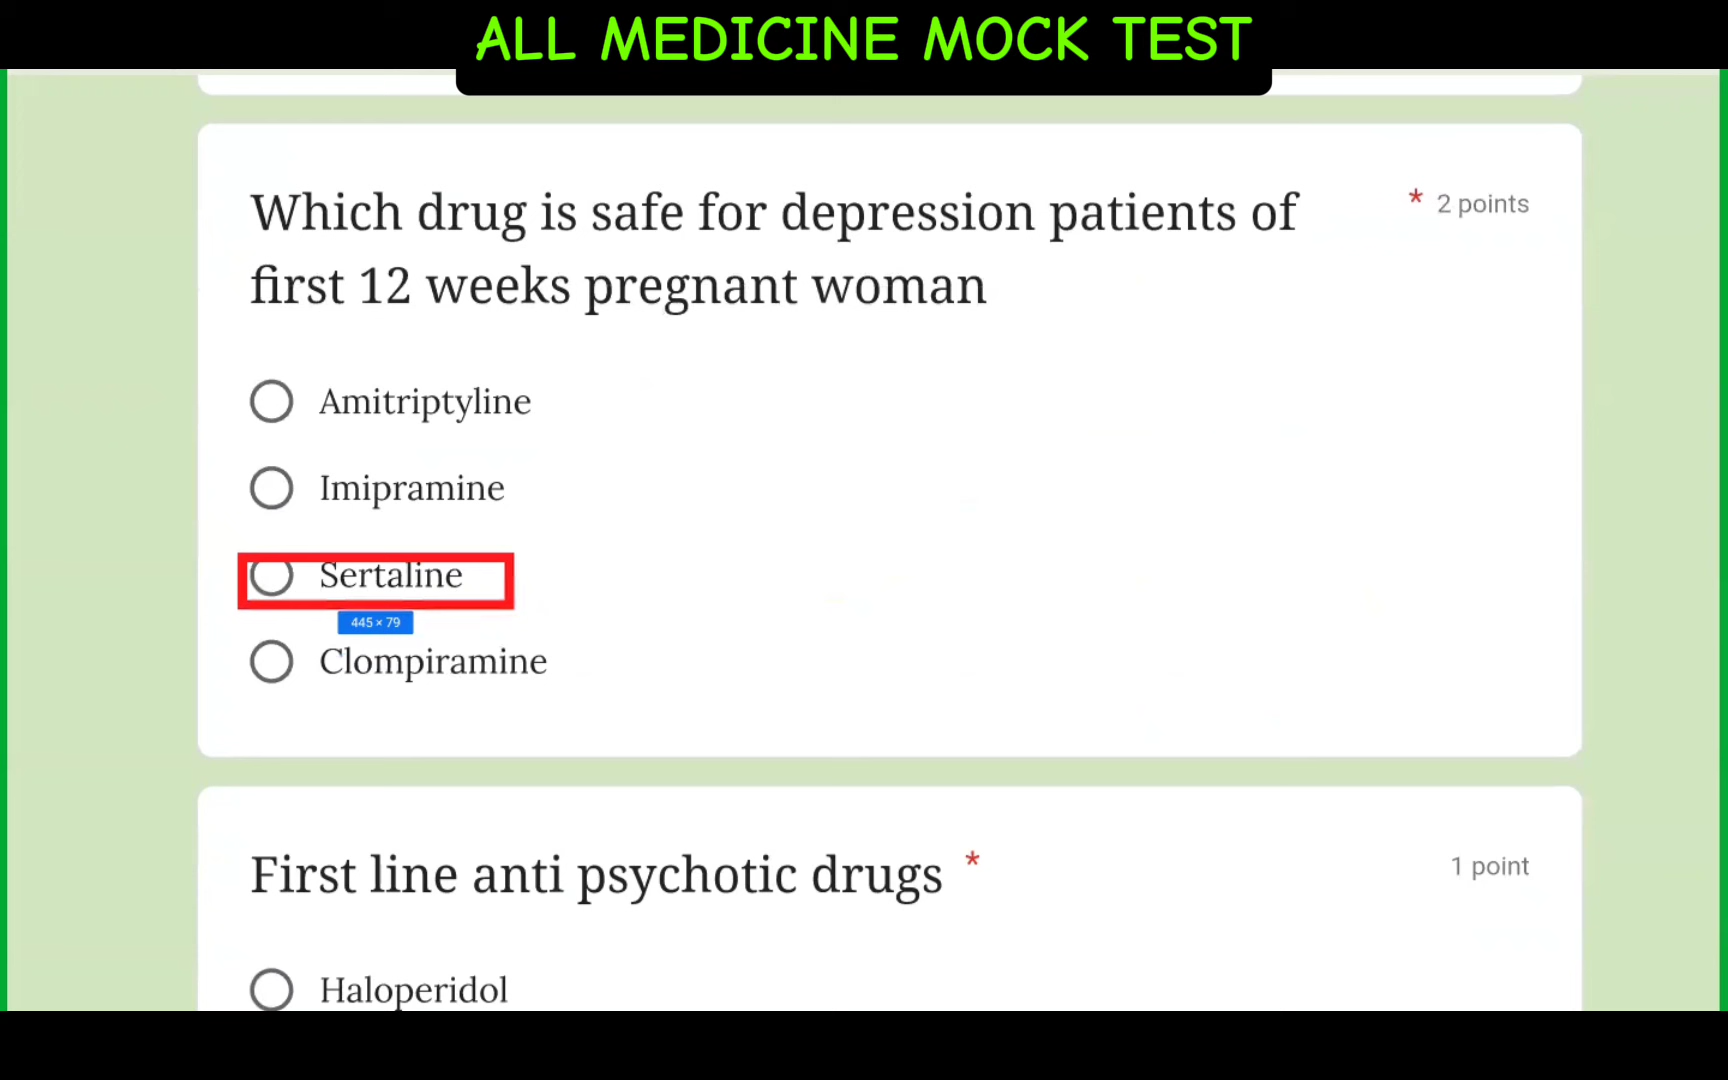 ALL MEDICINE MOCK TEST
Which drug is safe for depression patients of * 2 points
first 12 weeks pregnant woman
Amitriptyline
Imipramine
Sertaline
445 × 79
Clompiramine
First line anti psychotic drugs * 1 point
Haloperidol